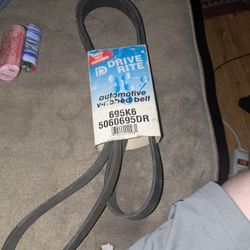 DRIVE
RITE
automotive
v-ribbed belt
695K6
5060695DR